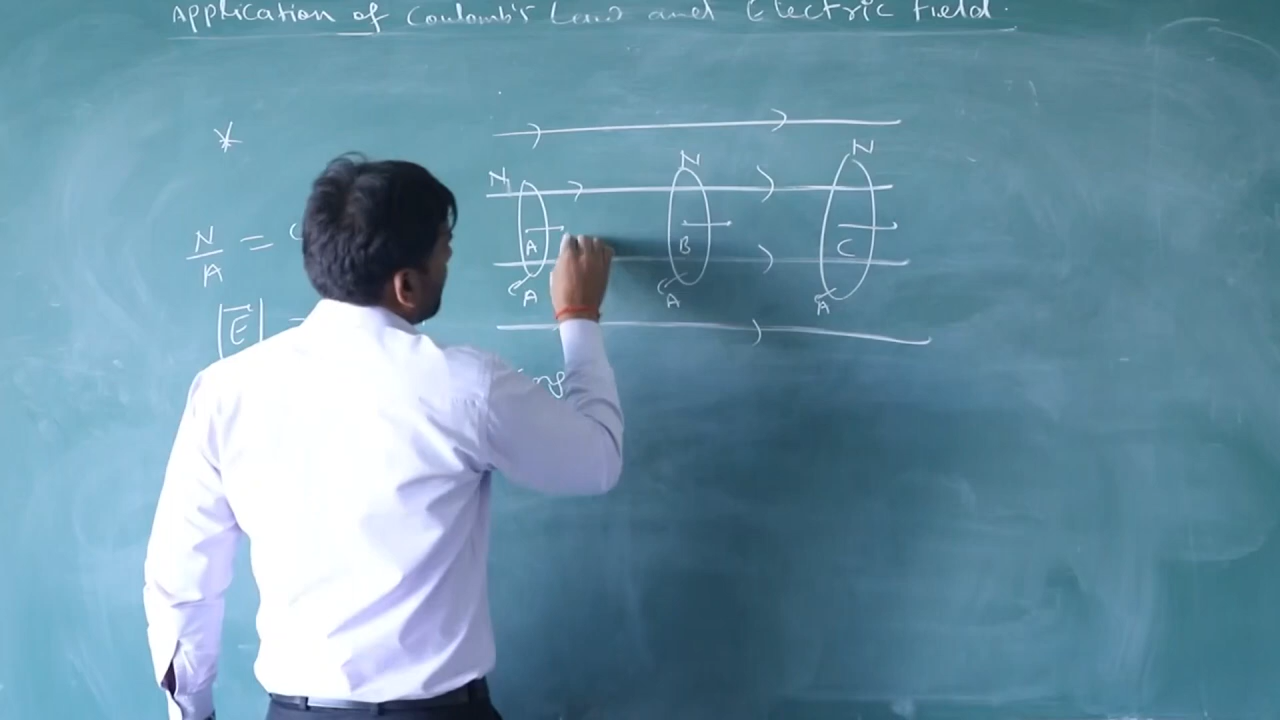 Application of Coulomb's Law and Electric Field.
*
N N N
N/A =
A B C
A A A
|E| =